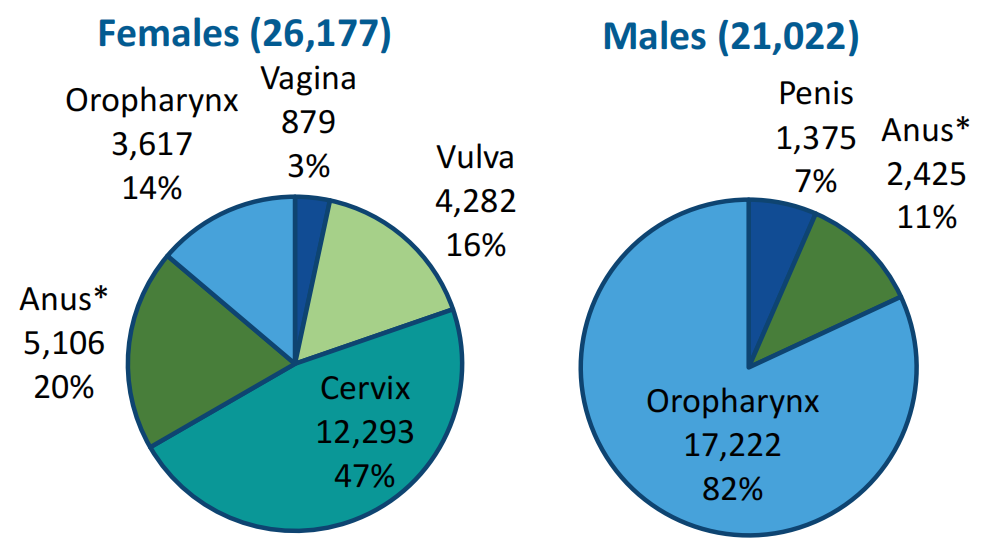 Females (26,177)
Vagina
879
3%
Oropharynx
3,617
14%
Vulva
4,282
16%
Anus*
5,106
20%
Cervix
12,293
47%
Males (21,022)
Penis
1,375
7%
Anus*
2,425
11%
Oropharynx
17,222
82%